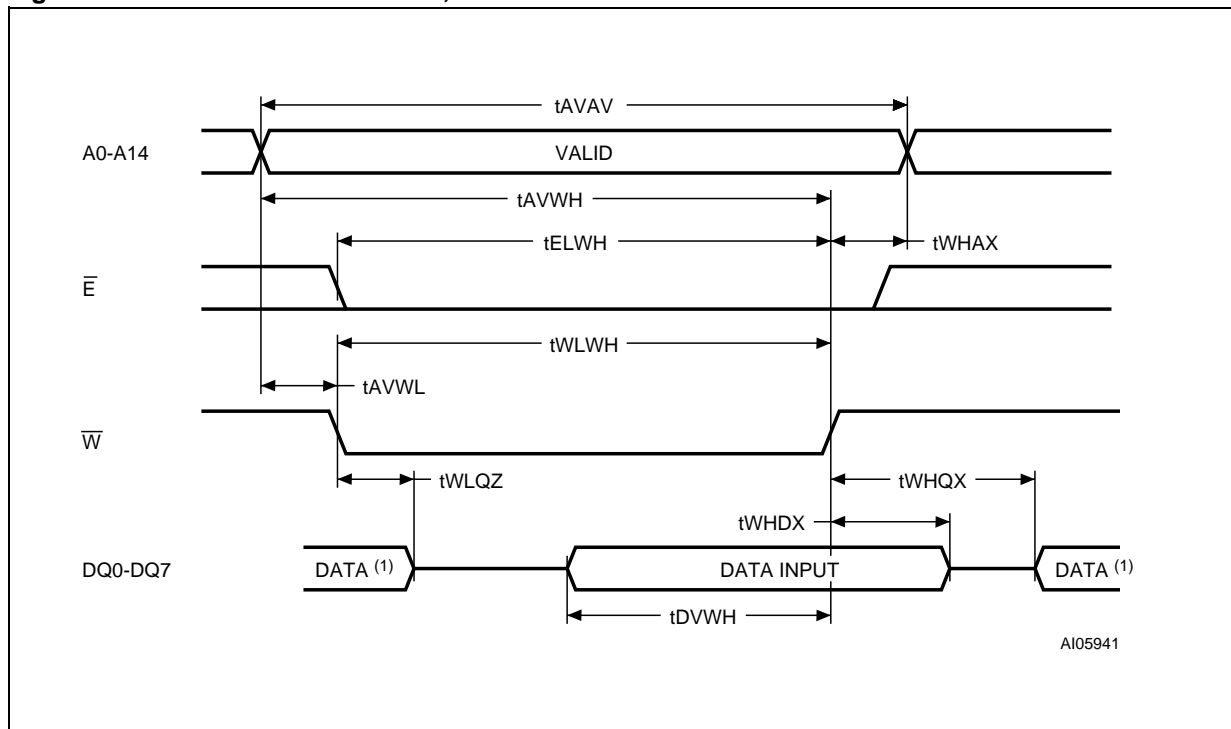 tAVAV
A0-A14
VALID
tAVWH
tELWH
tWHAX
E̅
tWLWH
tAVWL
W̅
tWLQZ
tWHQX
tWHDX
DQ0-DQ7
DATA (1)
DATA INPUT
DATA (1)
tDVWH
AI05941